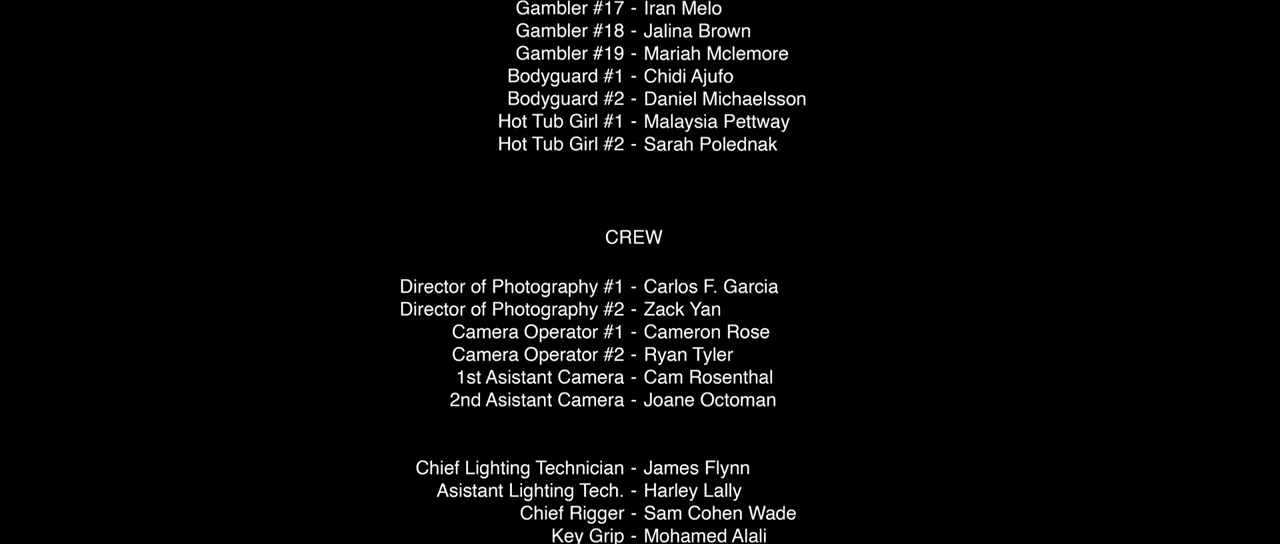 Gambler #17 - Iran Melo
Gambler #18 - Jalina Brown
Gambler #19 - Mariah Mclemore
Bodyguard #1 - Chidi Ajufo
Bodyguard #2 - Daniel Michaelsson
Hot Tub Girl #1 - Malaysia Pettway
Hot Tub Girl #2 - Sarah Polednak
CREW
Director of Photography #1 - Carlos F. Garcia
Director of Photography #2 - Zack Yan
Camera Operator #1 - Cameron Rose
Camera Operator #2 - Ryan Tyler
1st Asistant Camera - Cam Rosenthal
2nd Asistant Camera - Joane Octoman
Chief Lighting Technician - James Flynn
Asistant Lighting Tech. - Harley Lally
Chief Rigger - Sam Cohen Wade
Key Grip - Mohamed Alali